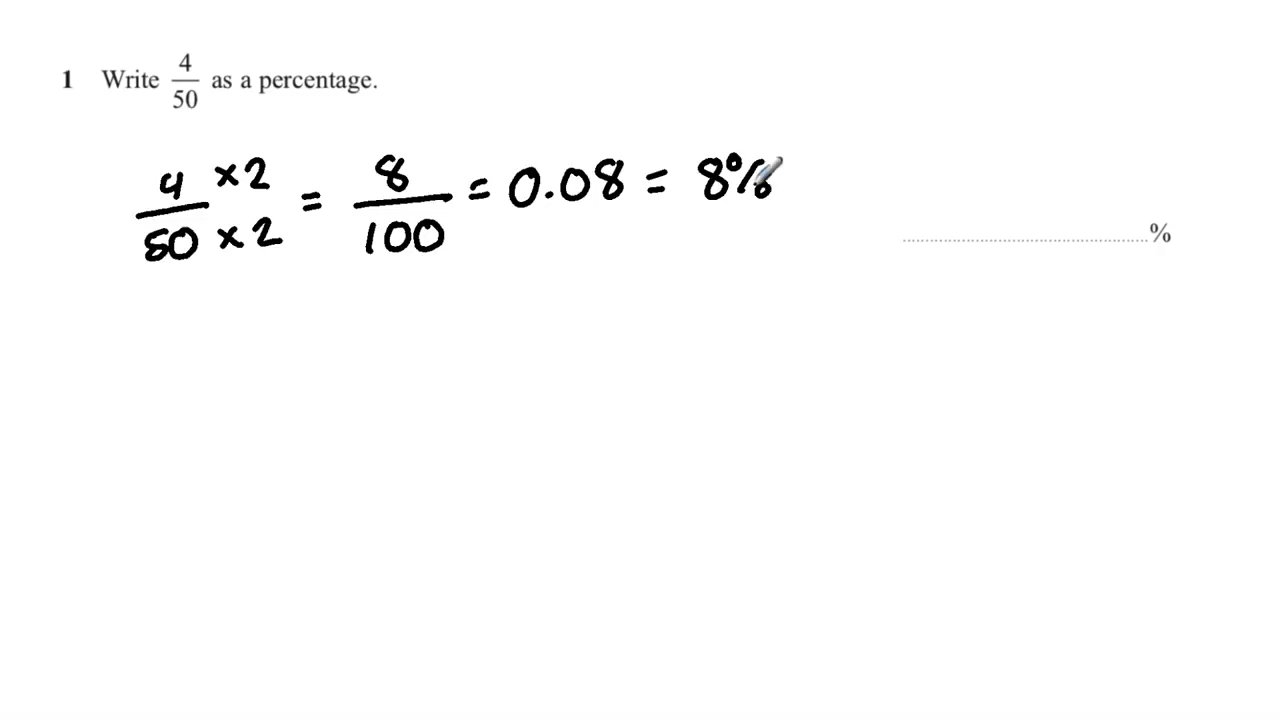 1 Write 4/50 as a percentage.
4 × 2 / 50 × 2 = 8/100 = 0.08 = 8%
........................................%